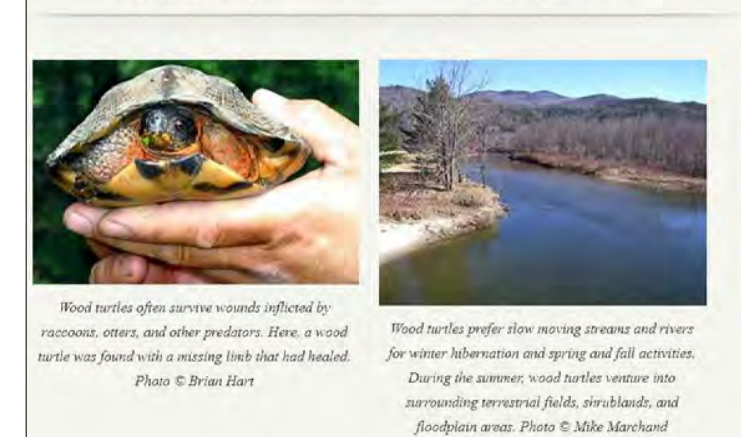 Wood turtles often survive wounds inflicted by
raccoons, otters, and other predators. Here, a wood
turtle was found with a missing limb that had healed.
Photo © Brian Hart
Wood turtles prefer slow moving streams and rivers
for winter hibernation and spring and fall activities.
During the summer, wood turtles venture into
surrounding terrestrial fields, shrublands, and
floodplain areas. Photo © Mike Marchand